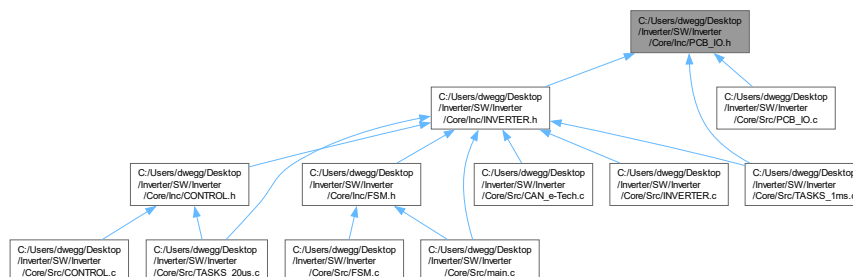 C:/Users/dwegg/Desktop
/Inverter/SW/Inverter
/Core/Inc/PCB_IO.h
C:/Users/dwegg/Desktop
/Inverter/SW/Inverter
/Core/Inc/INVERTER.h
C:/Users/dwegg/Desktop
/Inverter/SW/Inverter
/Core/Src/PCB_IO.c
C:/Users/dwegg/Desktop
/Inverter/SW/Inverter
/Core/Inc/CONTROL.h
C:/Users/dwegg/Desktop
/Inverter/SW/Inverter
/Core/Inc/FSM.h
C:/Users/dwegg/Desktop
/Inverter/SW/Inverter
/Core/Src/CAN_e-Tech.c
C:/Users/dwegg/Desktop
/Inverter/SW/Inverter
/Core/Src/INVERTER.c
C:/Users/dwegg/Desktop
/Inverter/SW/Inverter
/Core/Src/TASKS_1ms.c
C:/Users/dwegg/Desktop
/Inverter/SW/Inverter
/Core/Src/CONTROL.c
C:/Users/dwegg/Desktop
/Inverter/SW/Inverter
/Core/Src/TASKS_20us.c
C:/Users/dwegg/Desktop
/Inverter/SW/Inverter
/Core/Src/FSM.c
C:/Users/dwegg/Desktop
/Inverter/SW/Inverter
/Core/Src/main.c